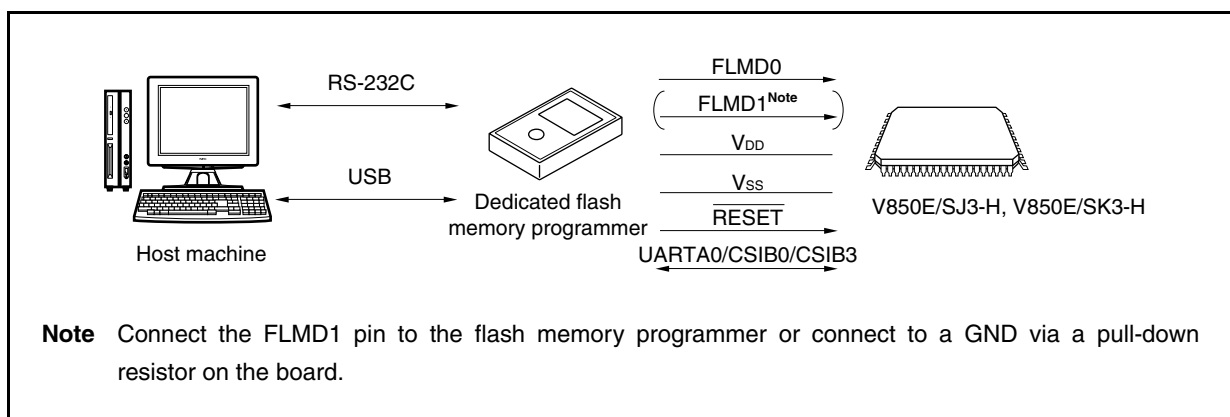 RS-232C
USB
Host machine
Dedicated flash
memory programmer
FLMD0
FLMD1Note
VDD
VSS
RESET
UARTA0/CSIB0/CSIB3
V850E/SJ3-H, V850E/SK3-H
Note Connect the FLMD1 pin to the flash memory programmer or connect to a GND via a pull-down
resistor on the board.